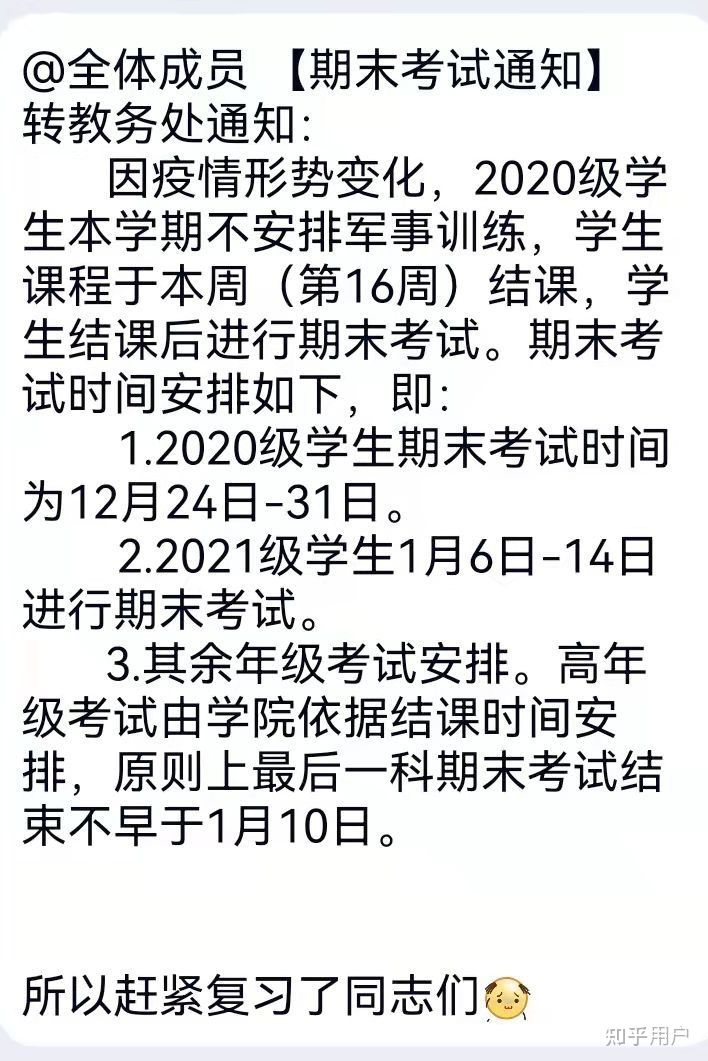 @全体成员 【期末考试通知】
转教务处通知：
因疫情形势变化，2020级学
生本学期不安排军事训练，学生
课程于本周（第16周）结课，学
生结课后进行期末考试。期末考
试时间安排如下，即：
1.2020级学生期末考试时间
为12月24日-31日。
2.2021级学生1月6日-14日
进行期末考试。
3.其余年级考试安排。高年
级考试由学院依据结课时间安
排，原则上最后一科期末考试结
束不早于1月10日。
所以赶紧复习了同志们
知乎用户